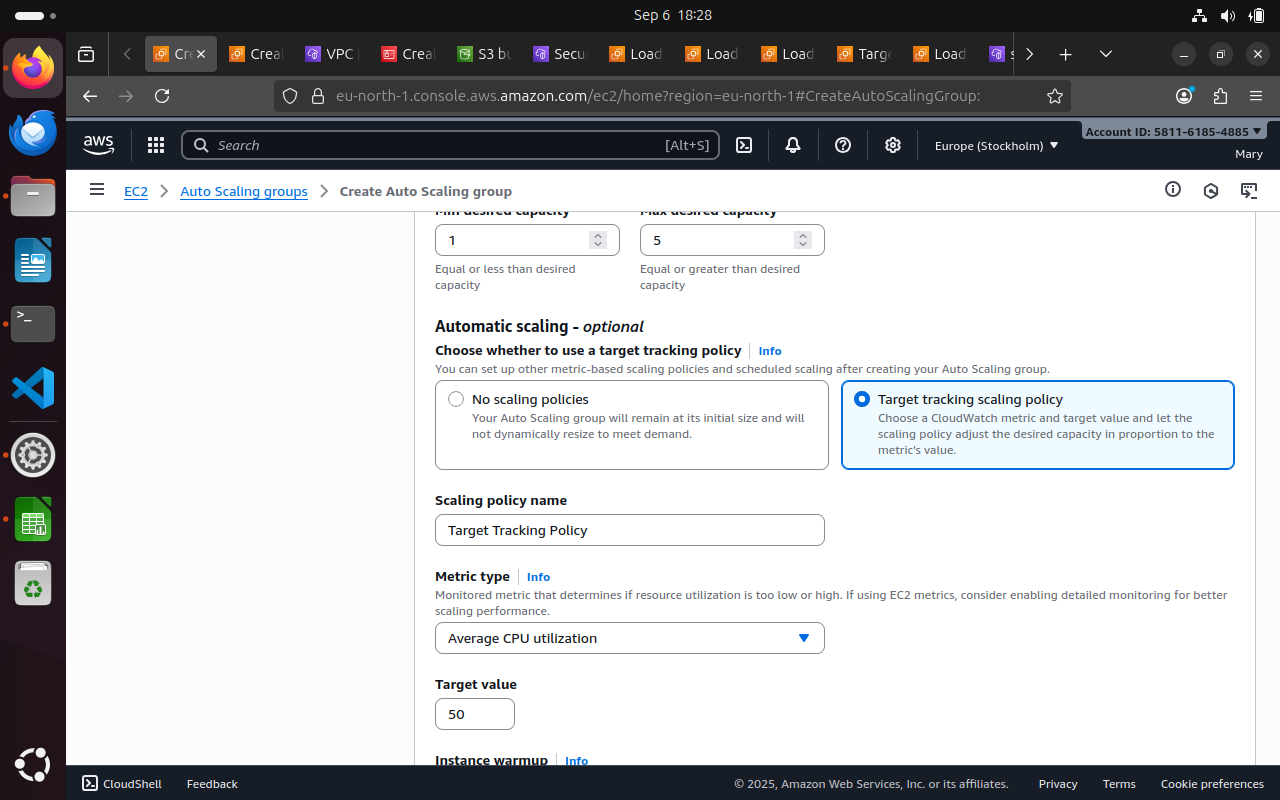 Sep 6 18:28
Cre
Creat
VPC
Creat
S3 bu
Secu
Load
Load
Load
Targe
Load
s
eu-north-1.console.aws.amazon.com/ec2/home?region=eu-north-1#CreateAutoScalingGroup:
aws
Search
[Alt+S]
Europe (Stockholm)
Account ID: 5811-6185-4885
Mary
EC2
Auto Scaling groups
Create Auto Scaling group
Min desired capacity
Max desired capacity
1
5
Equal or less than desired
capacity
Equal or greater than desired
capacity
Automatic scaling - optional
Choose whether to use a target tracking policy
Info
You can set up other metric-based scaling policies and scheduled scaling after creating your Auto Scaling group.
No scaling policies
Your Auto Scaling group will remain at its initial size and will
not dynamically resize to meet demand.
Target tracking scaling policy
Choose a CloudWatch metric and target value and let the
scaling policy adjust the desired capacity in proportion to the
metric's value.
Scaling policy name
Target Tracking Policy
Metric type
Info
Monitored metric that determines if resource utilization is too low or high. If using EC2 metrics, consider enabling detailed monitoring for better
scaling performance.
Average CPU utilization
Target value
50
Instance warmup
Info
CloudShell
Feedback
© 2025, Amazon Web Services, Inc. or its affiliates.
Privacy
Terms
Cookie preferences